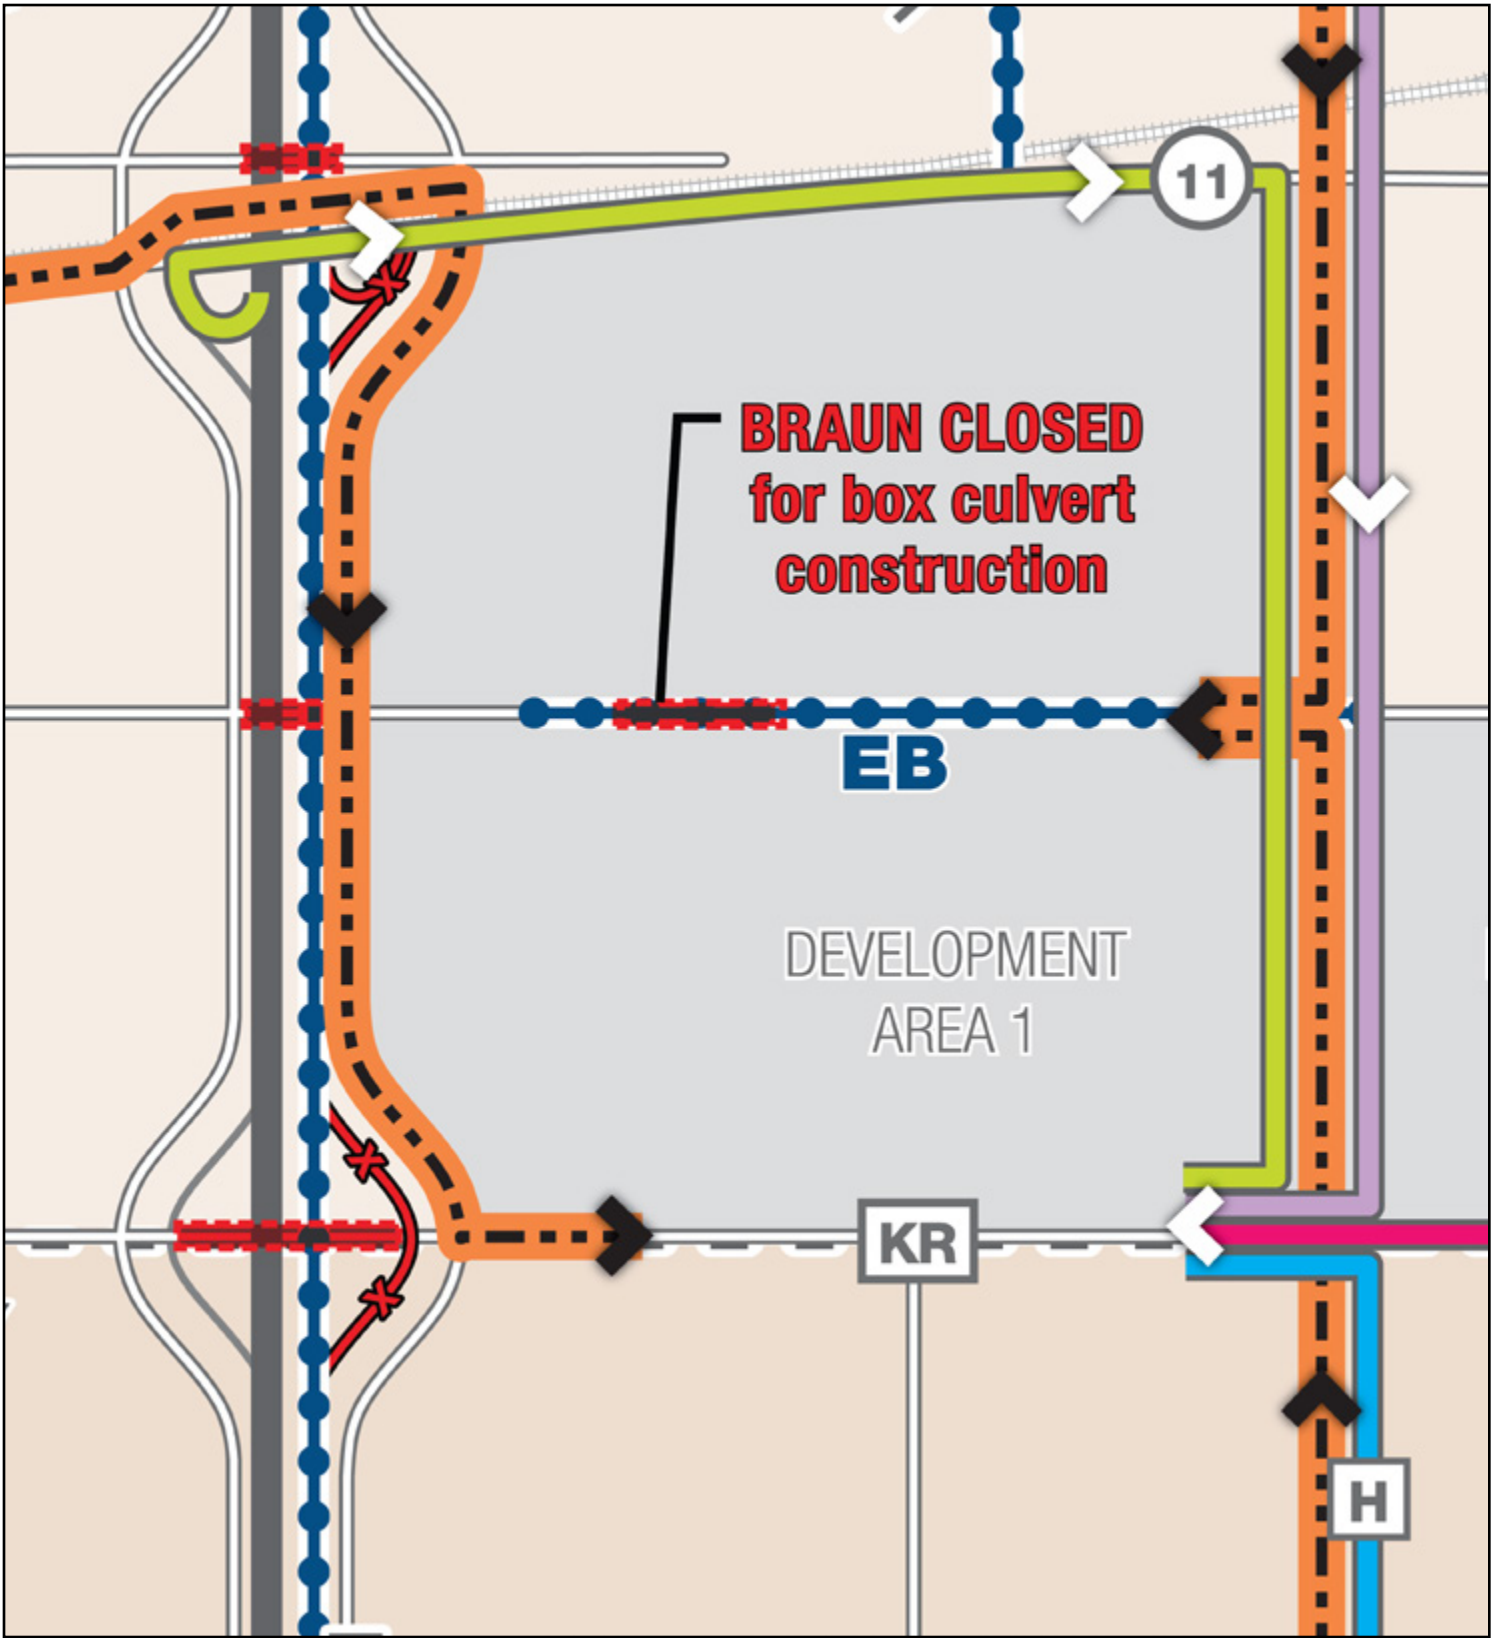 11
BRAUN CLOSED
for box culvert
construction
EB
DEVELOPMENT
AREA 1
KR
H